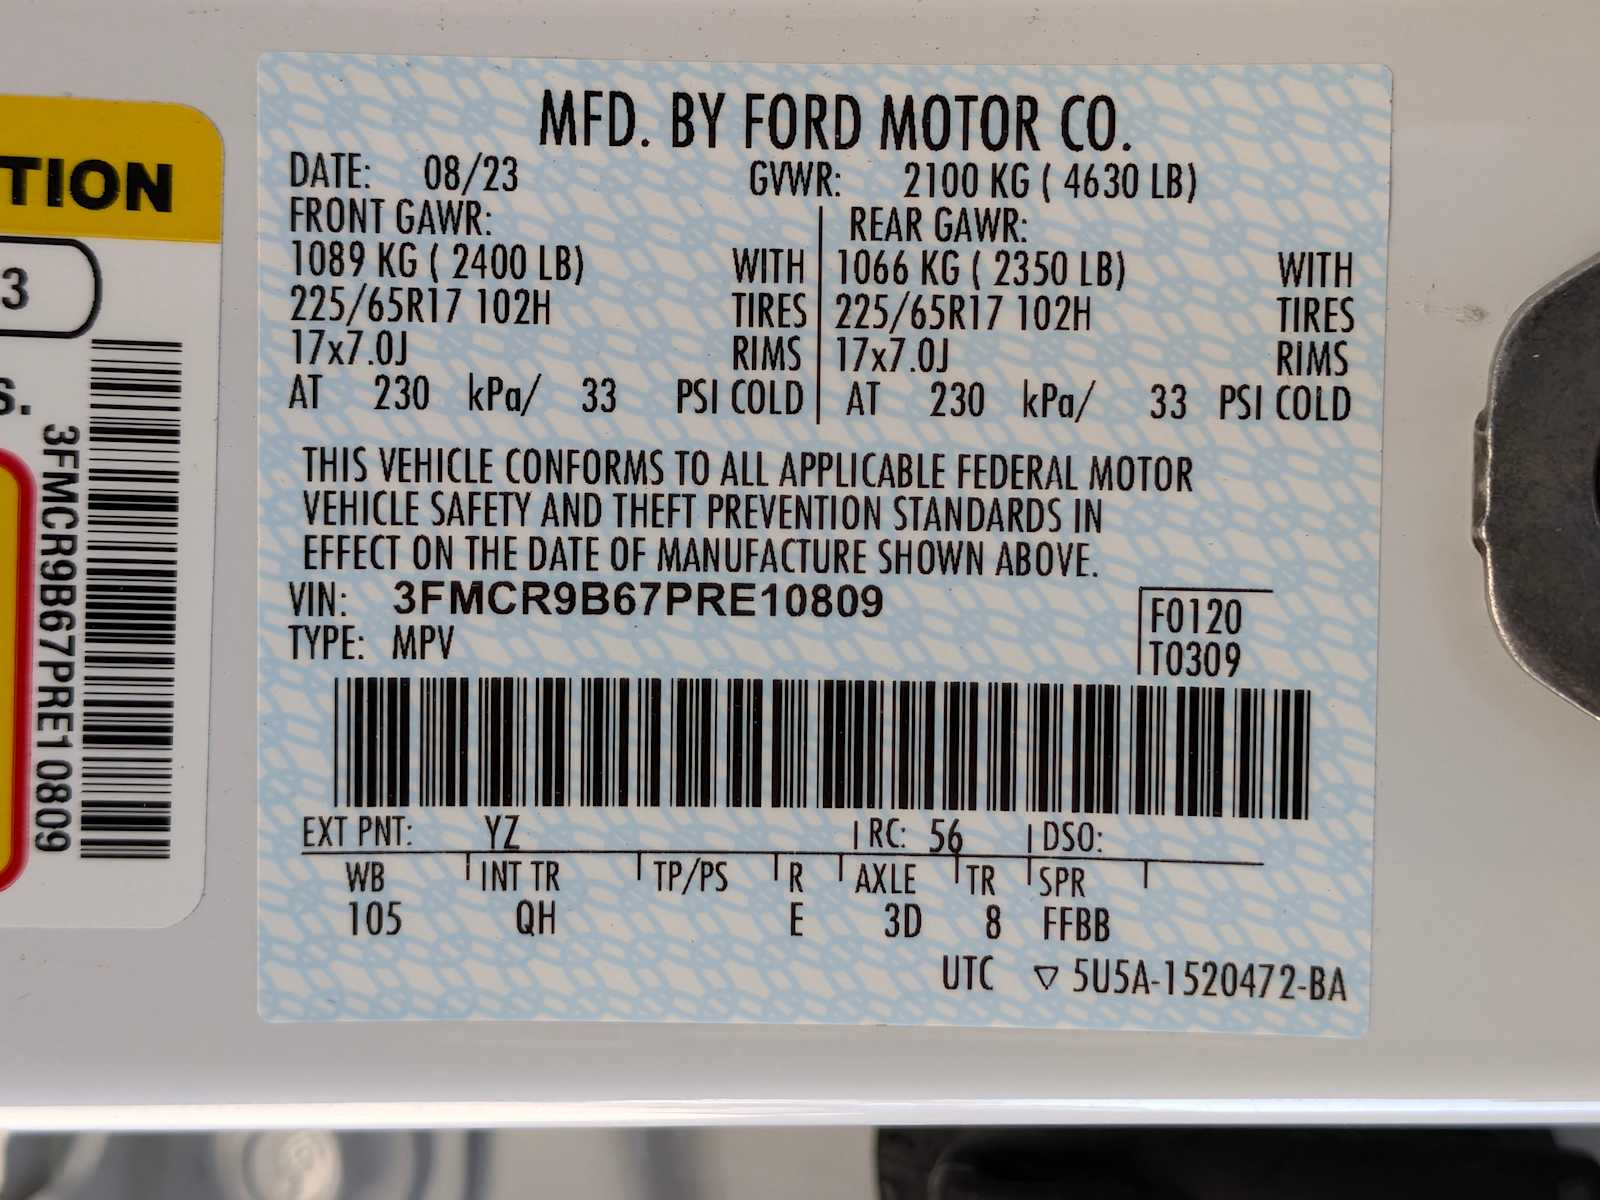 TION
3
S.
3FMCR9B67PRE10809
MFD. BY FORD MOTOR CO.
DATE: 08/23 GVWR: 2100 KG ( 4630 LB)
FRONT GAWR: REAR GAWR:
1089 KG ( 2400 LB) WITH 1066 KG ( 2350 LB) WITH
225/65R17 102H TIRES 225/65R17 102H TIRES
17x7.0J RIMS 17x7.0J RIMS
AT 230 kPa/ 33 PSI COLD AT 230 kPa/ 33 PSI COLD
THIS VEHICLE CONFORMS TO ALL APPLICABLE FEDERAL MOTOR
VEHICLE SAFETY AND THEFT PREVENTION STANDARDS IN
EFFECT ON THE DATE OF MANUFACTURE SHOWN ABOVE.
VIN: 3FMCR9B67PRE10809 F0120
TYPE: MPV T0309
EXT PNT: YZ RC: 56 DSO:
WB INT TR TP/PS R AXLE TR SPR
105 QH E 3D 8 FFBB
UTC ▽ 5U5A-1520472-BA